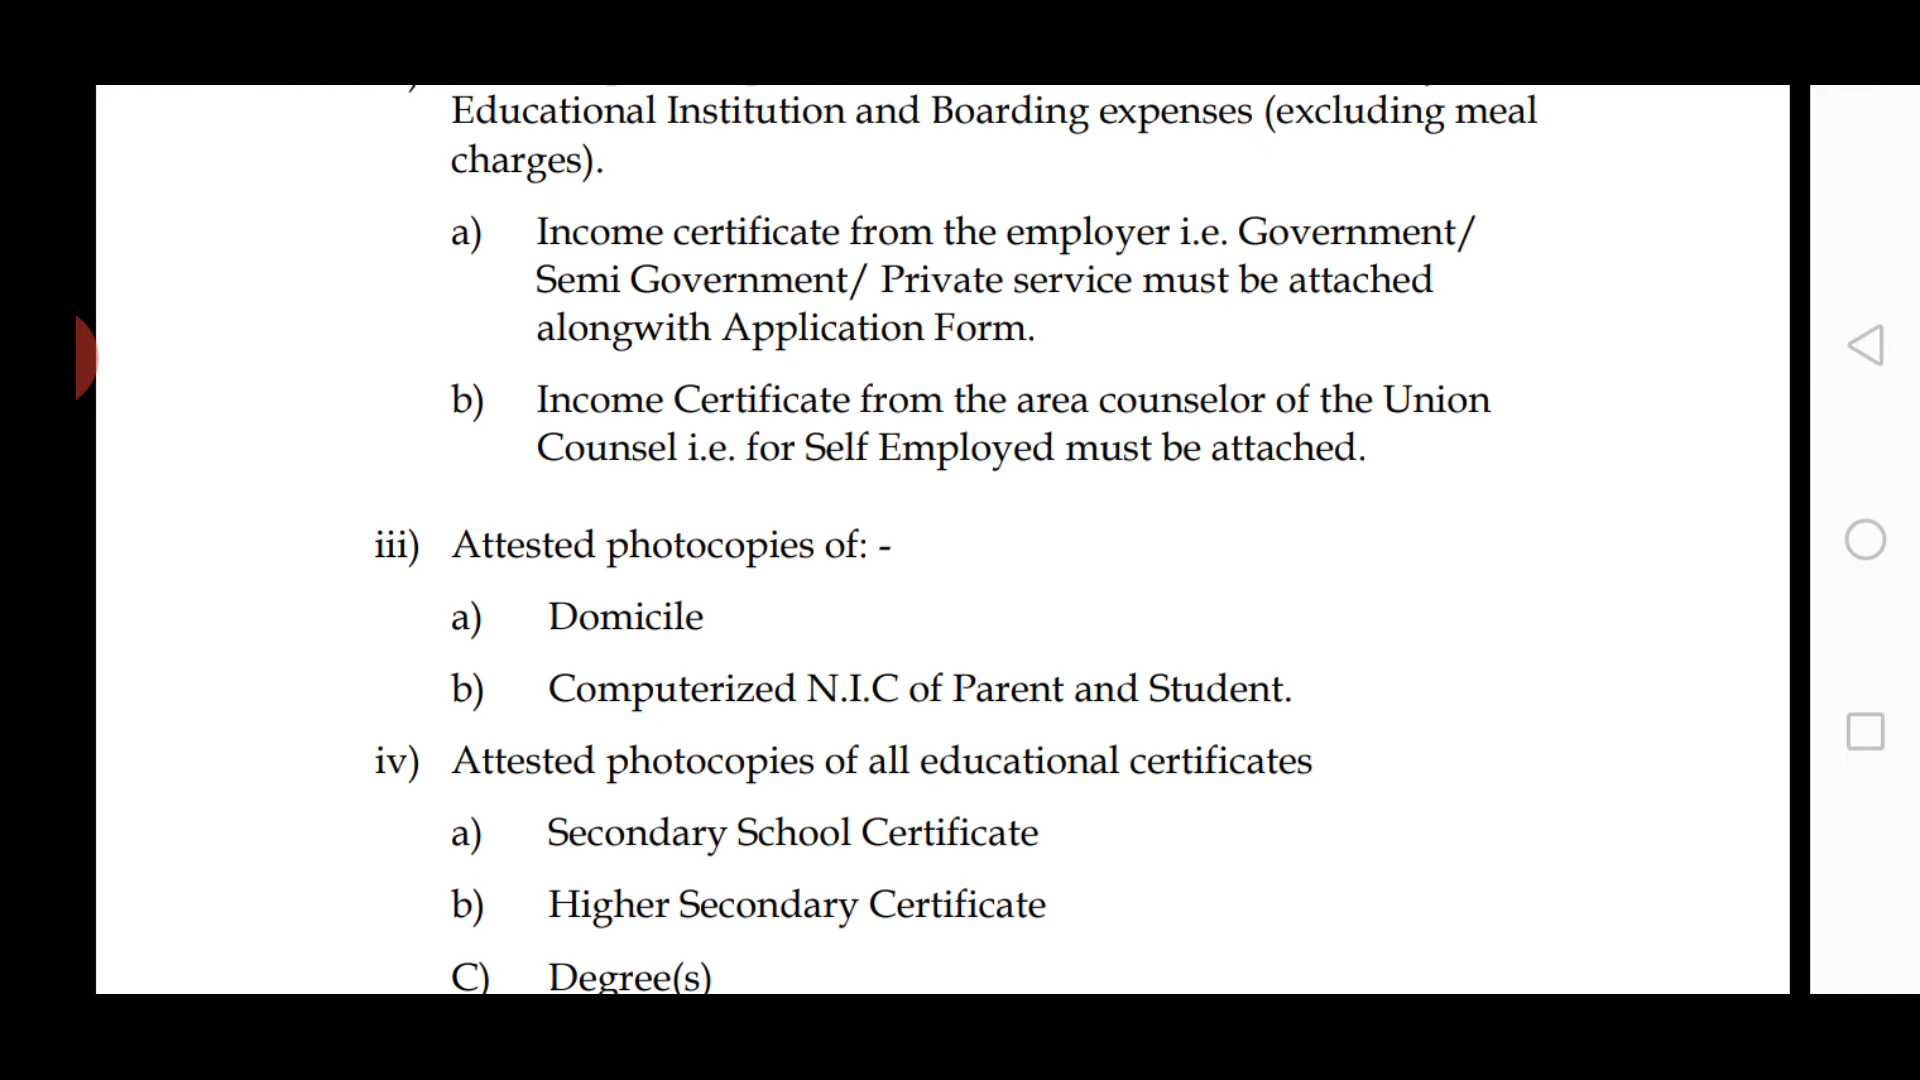 Educational Institution and Boarding expenses (excluding meal
charges).
a) Income certificate from the employer i.e. Government/
Semi Government/ Private service must be attached
alongwith Application Form.
b) Income Certificate from the area counselor of the Union
Counsel i.e. for Self Employed must be attached.
iii) Attested photocopies of: -
a) Domicile
b) Computerized N.I.C of Parent and Student.
iv) Attested photocopies of all educational certificates
a) Secondary School Certificate
b) Higher Secondary Certificate
C) Degree(s)